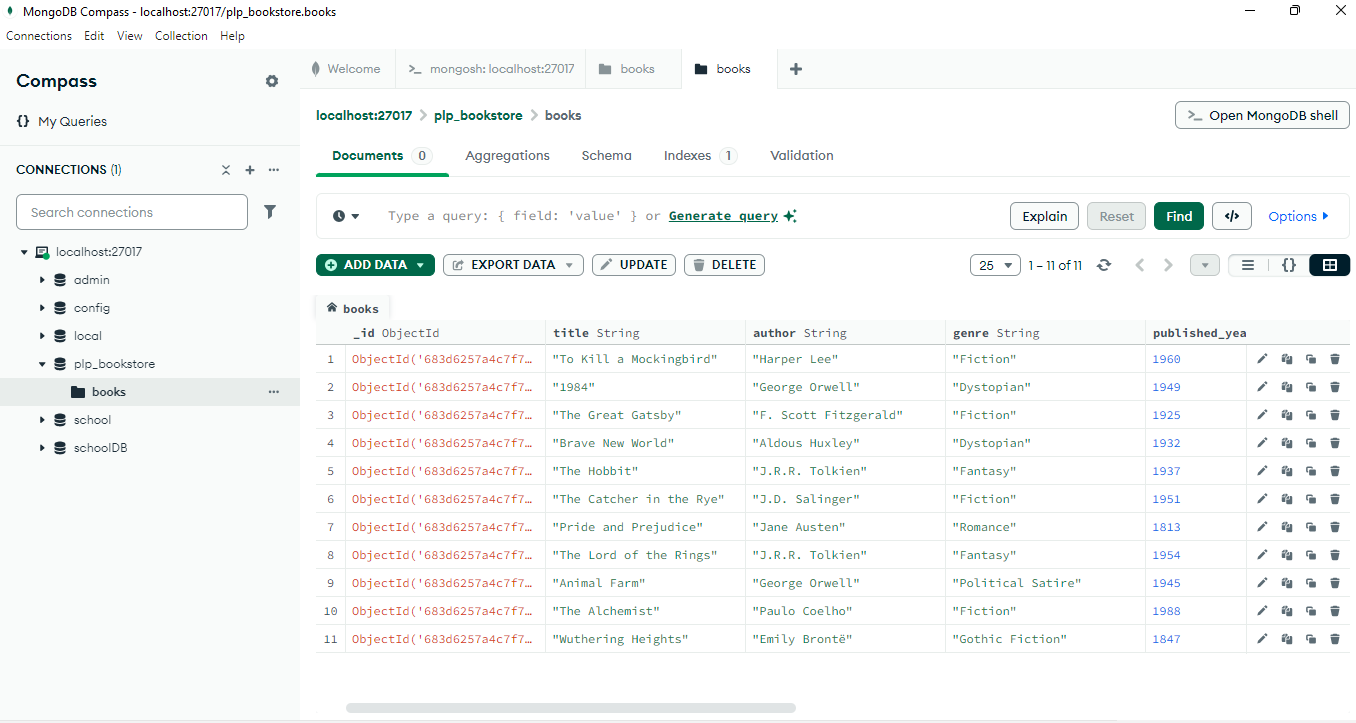 MongoDB Compass - localhost:27017/plp_bookstore.books
Connections Edit View Collection Help
Compass
My Queries
CONNECTIONS (1)
Search connections
localhost:27017
admin
config
local
plp_bookstore
books
school
schoolDB
Welcome
mongosh: localhost:27017
books
books
localhost:27017 > plp_bookstore > books
Open MongoDB shell
Documents 0 Aggregations Schema Indexes 1 Validation
Type a query: { field: 'value' } or Generate query
Explain Reset Find </> Options
ADD DATA EXPORT DATA UPDATE DELETE
25 1 – 11 of 11
{}
books
_id ObjectId title String author String genre String published_yea
1 ObjectId('683d6257a4c7f7… "To Kill a Mockingbird" "Harper Lee" "Fiction" 1960
2 ObjectId('683d6257a4c7f7… "1984" "George Orwell" "Dystopian" 1949
3 ObjectId('683d6257a4c7f7… "The Great Gatsby" "F. Scott Fitzgerald" "Fiction" 1925
4 ObjectId('683d6257a4c7f7… "Brave New World" "Aldous Huxley" "Dystopian" 1932
5 ObjectId('683d6257a4c7f7… "The Hobbit" "J.R.R. Tolkien" "Fantasy" 1937
6 ObjectId('683d6257a4c7f7… "The Catcher in the Rye" "J.D. Salinger" "Fiction" 1951
7 ObjectId('683d6257a4c7f7… "Pride and Prejudice" "Jane Austen" "Romance" 1813
8 ObjectId('683d6257a4c7f7… "The Lord of the Rings" "J.R.R. Tolkien" "Fantasy" 1954
9 ObjectId('683d6257a4c7f7… "Animal Farm" "George Orwell" "Political Satire" 1945
10 ObjectId('683d6257a4c7f7… "The Alchemist" "Paulo Coelho" "Fiction" 1988
11 ObjectId('683d6257a4c7f7… "Wuthering Heights" "Emily Brontë" "Gothic Fiction" 1847